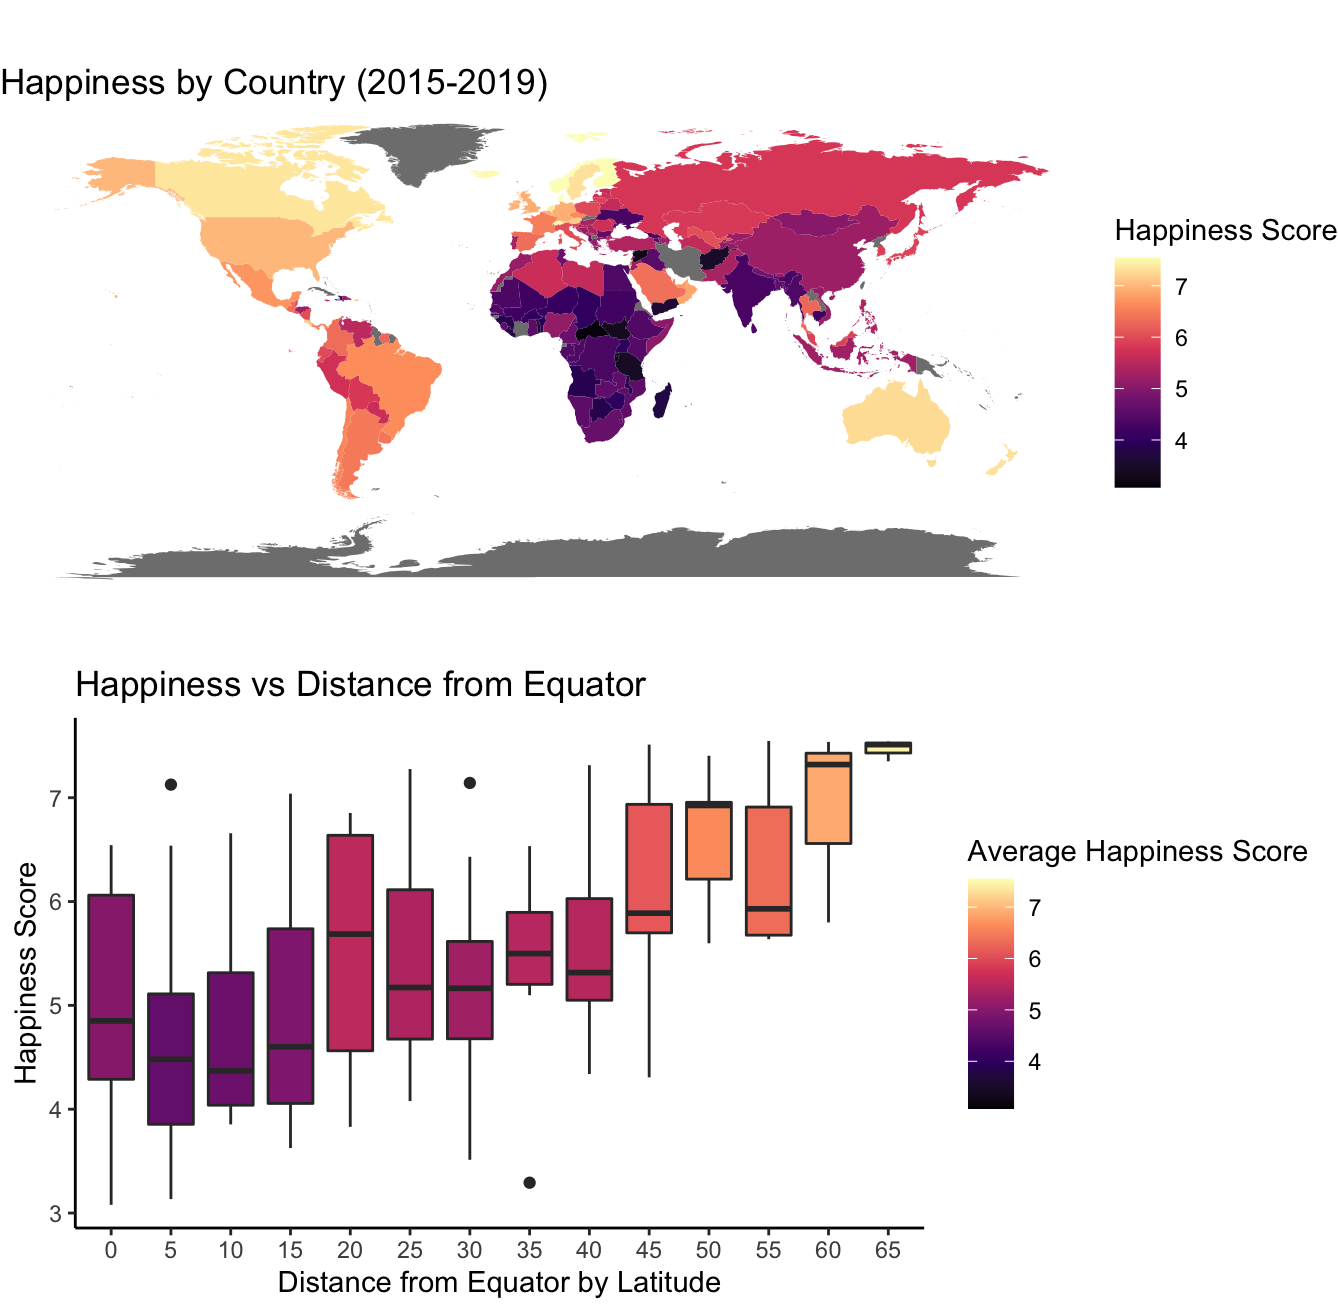 Happiness by Country (2015-2019)
Happiness Score
7
6
5
4
Happiness vs Distance from Equator
Happiness Score
7
6
5
4
3
0 5 10 15 20 25 30 35 40 45 50 55 60 65
Distance from Equator by Latitude
Average Happiness Score
7
6
5
4